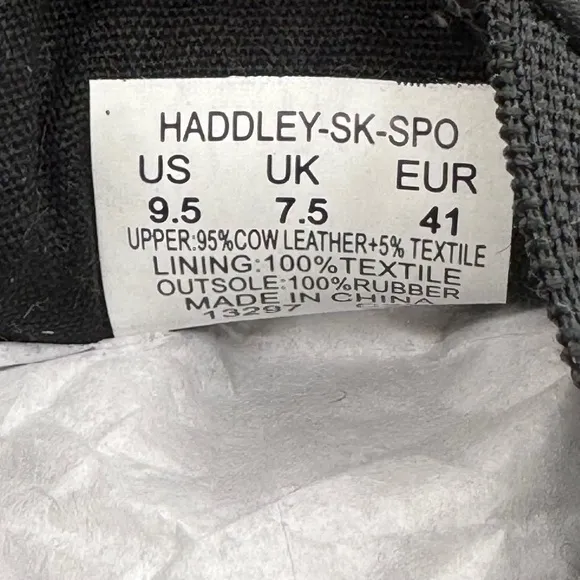 HADDLEY-SK-SPO
US UK EUR
9.5 7.5 41
UPPER:95%COW LEATHER+5% TEXTILE
LINING:100%TEXTILE
OUTSOLE:100%RUBBER
MADE IN CHINA
13297